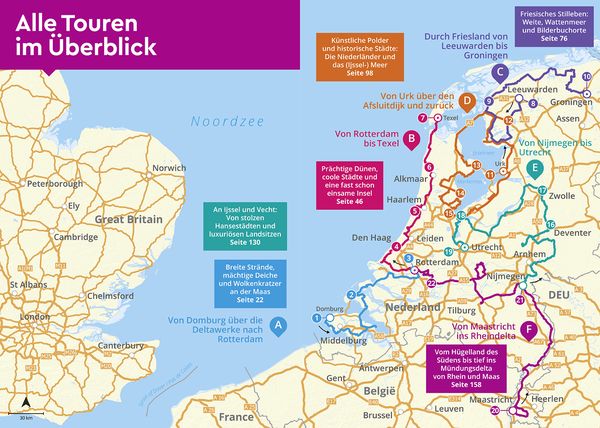 Alle Touren
im Überblick
Friesisches Stilleben:
Weite, Wattenmeer
und Bilderbuchorte
Seite 76
Künstliche Polder
und historische Städte:
Die Niederländer und
das (Ijssel-) Meer
Seite 98
Durch Friesland von
Leeuwarden bis
Groningen
C
10
Leeuwarden
9
8
Groningen
Assen
Von Urk über den
Afsluitdijk und zurück
D
12
7
Texel
Noordzee
Von Rotterdam
bis Texel
B
Von Nijmegen bis
Utrecht
E
13
Urk
11
6
Alkmaar
Prächtige Dünen,
coole Städte und
eine fast schon
einsame Insel
Seite 46
17
Zwolle
14
Haarlem
5
15
18
16
Deventer
Norwich
Peterborough
Ely
Great Britain
Cambridge
An Ijssel und Vecht:
Von stolzen
Hansestädten und
luxuriösen Landsitzen
Seite 130
Den Haag
4
Leiden
19
Utrecht
Arnhem
3
Rotterdam
Breite Strände,
mächtige Deiche
und Wolkenkratzer
an der Maas
Seite 22
22
Nijmegen
21
DEU
St Albans
Chelmsford
London
2
1
Domburg
Nederland
Tilburg
Von Domburg über die
Deltawerke nach
Rotterdam
A
Middelburg
Von Maastricht
ins Rheindelta
F
Canterbury
Vom Hügelland des
Südens bis tief ins
Mündungsdelta
von Rhein und Maas
Seite 158
Antwerpen
België
Maastricht
Heerlen
20
Leuven
Brussel
France
30 km